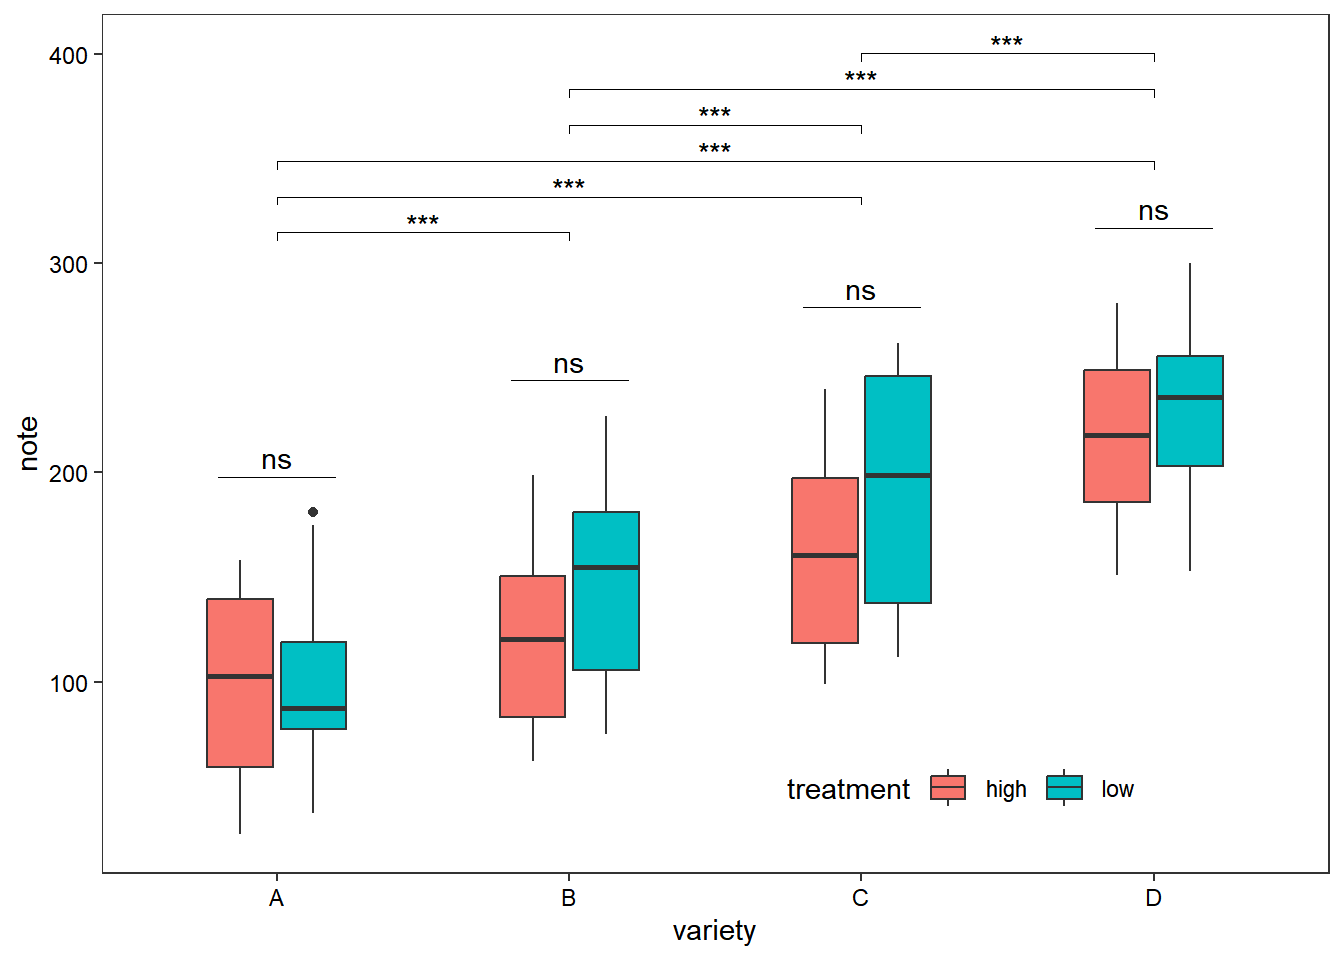 400
***
***
***
***
***
***
300
ns
ns
ns
ns
200
100
note
treatment high low
A B C D
variety